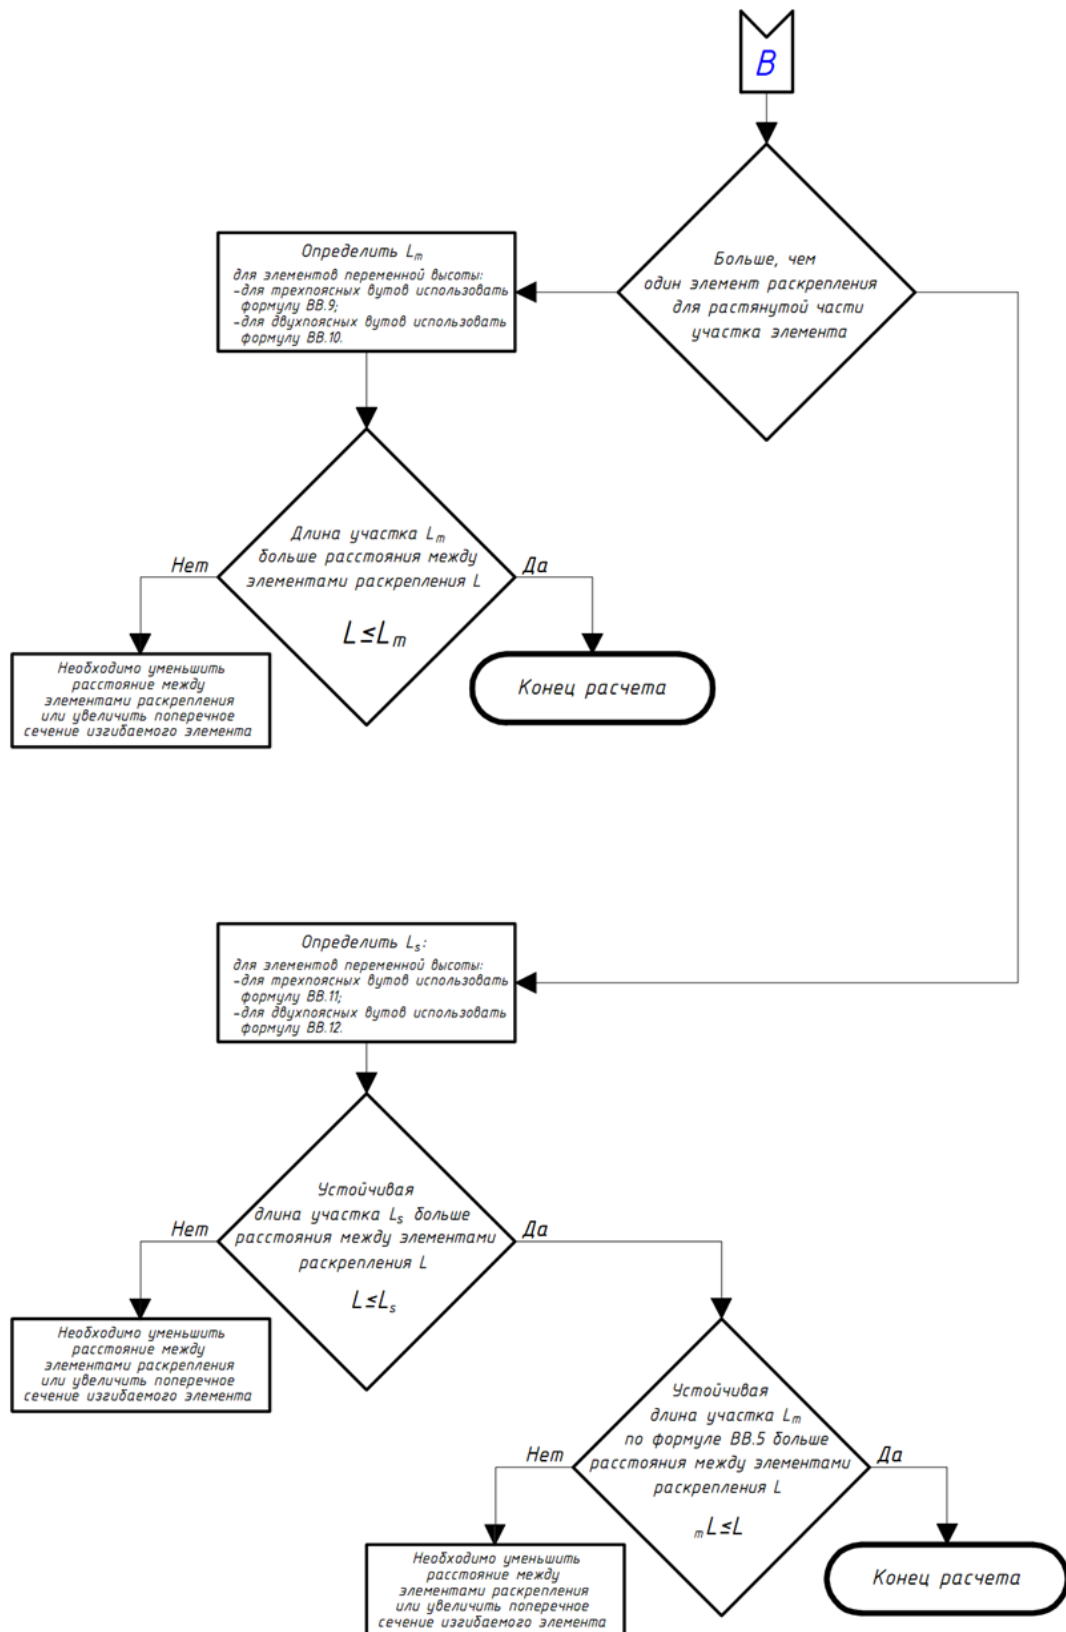 B
Больше, чем
один элемент раскрепления
для растянутой части
участка элемента
Определить Lₘ
для элементов переменной высоты:
-для трехпоясных вутов использовать
формулу BB.9;
-для двухпоясных вутов использовать
формулу BB.10.
Длина участка Lₘ
больше расстояния между
элементами раскрепления L
L≤Lₘ
Нет
Да
Необходимо уменьшить
расстояние между
элементами раскрепления
или увеличить поперечное
сечение изгибаемого элемента
Конец расчета
Определить Lₛ:
для элементов переменной высоты:
-для трехпоясных вутов использовать
формулу BB.11;
-для двухпоясных вутов использовать
формулу BB.12.
Устойчивая
длина участка Lₛ больше
расстояния между элементами
раскрепления L
L≤Lₛ
Нет
Да
Необходимо уменьшить
расстояние между
элементами раскрепления
или увеличить поперечное
сечение изгибаемого элемента
Устойчивая
длина участка Lₘ
по формуле BB.5 больше
расстояния между элементами
раскрепления L
ₘL≤L
Нет
Да
Необходимо уменьшить
расстояние между
элементами раскрепления
или увеличить поперечное
сечение изгибаемого элемента
Конец расчета